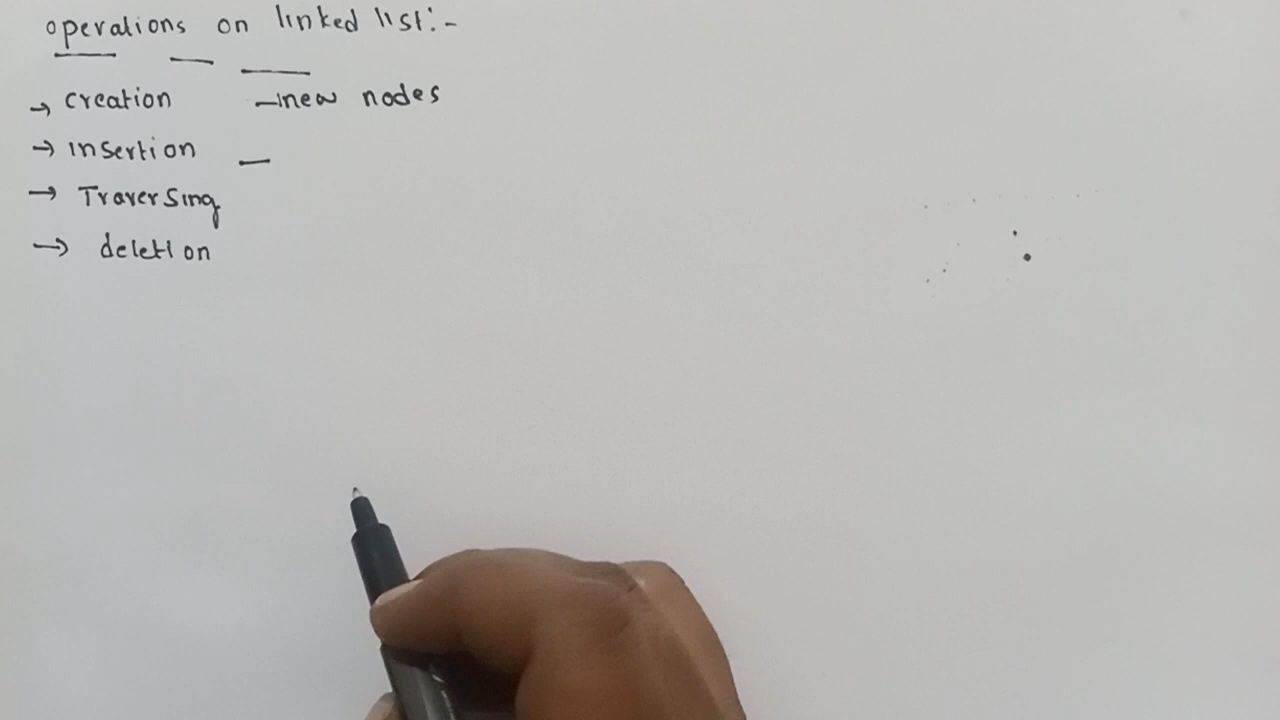 operations on linked list:-
→ creation - new nodes
→ insertion -
→ Traversing
→ deletion